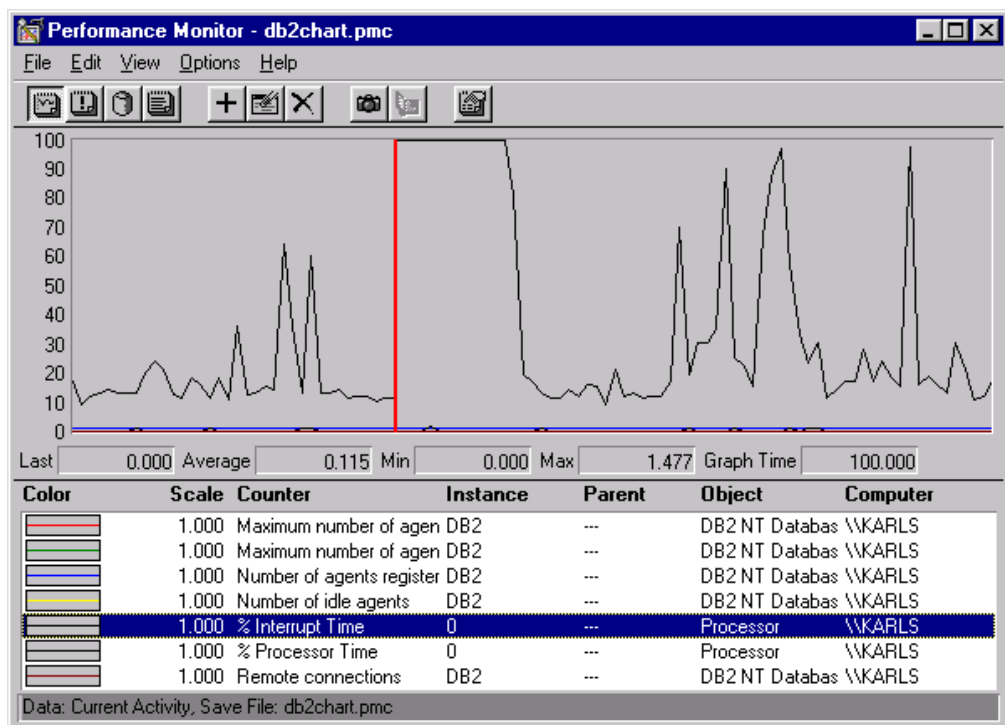 Performance Monitor - db2chart.pmc
File Edit View Options Help
100
90
80
70
60
50
40
30
20
10
0
Last 0.000 Average 0.115 Min 0.000 Max 1.477 Graph Time 100.000
Color Scale Counter Instance Parent Object Computer
1.000 Maximum number of agen DB2 --- DB2 NT Databas \\KARLS
1.000 Maximum number of agen DB2 --- DB2 NT Databas \\KARLS
1.000 Number of agents register DB2 --- DB2 NT Databas \\KARLS
1.000 Number of idle agents DB2 --- DB2 NT Databas \\KARLS
1.000 % Interrupt Time 0 --- Processor \\KARLS
1.000 % Processor Time 0 --- Processor \\KARLS
1.000 Remote connections DB2 --- DB2 NT Databas \\KARLS
Data: Current Activity, Save File: db2chart.pmc